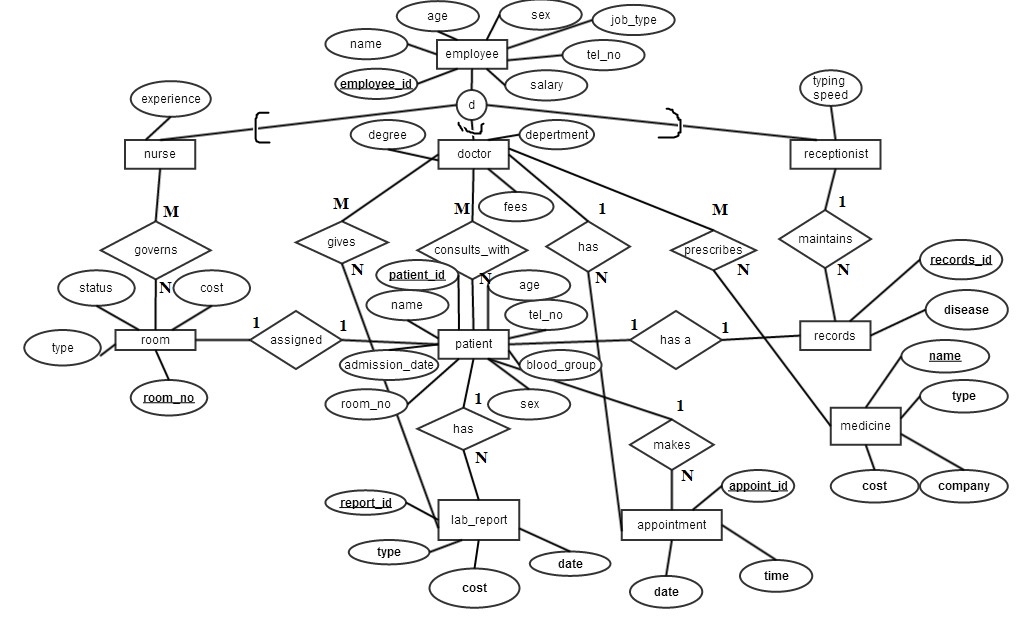 age
sex
job_type
name
employee
tel_no
employee_id
salary
experience
d
typing
speed
degree
depertment
nurse
doctor
receptionist
M
M
M
1
M
1
fees
governs
gives
consults_with
has
prescribes
maintains
N
N
N
N
N
N
records_id
status
cost
patient_id
age
name
tel_no
disease
1
1
1
1
room
assigned
patient
has a
records
type
admission_date
blood_group
name
room_no
room_no
sex
type
1
1
has
makes
medicine
N
N
cost
company
report_id
appoint_id
lab_report
appointment
type
date
cost
date
time